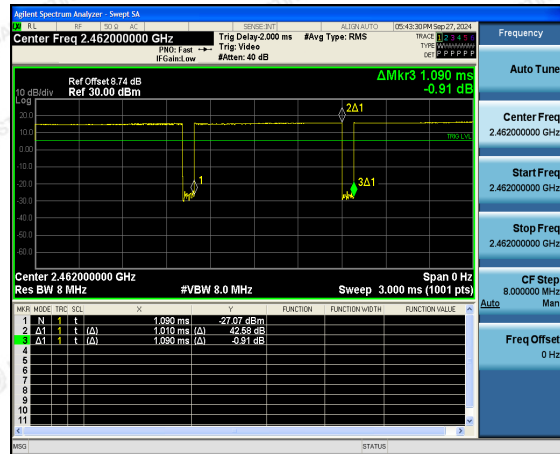 Agilent Spectrum Analyzer - Swept SA
RL RF 50 Ω AC SENSE:INT ALIGN AUTO 05:43:30 PM Sep 27, 2024
Center Freq 2.462000000 GHz
PNO: Fast
IFGain:Low
Trig Delay-2.000 ms
Trig: Video
#Atten: 40 dB
#Avg Type: RMS
TRACE 1 2 3 4 5 6
TYPE WWWWWW
DET P P P P P P
Ref Offset 8.74 dB
Ref 30.00 dBm
10 dB/div
Log
ΔMkr3 1.090 ms
-0.91 dB
20.0
10.0
0.00
-10.0
-20.0
-30.0
-40.0
-50.0
-60.0
2Δ1
TRIG LVL
1
3Δ1
Center 2.462000000 GHz Span 0 Hz
Res BW 8 MHz #VBW 8.0 MHz Sweep 3.000 ms (1001 pts)
MKR MODE TRC SCL X Y FUNCTION FUNCTION WIDTH FUNCTION VALUE
1 N 1 t 1.090 ms -27.07 dBm
2 Δ1 1 t (Δ) 1.010 ms (Δ) 42.58 dB
3 Δ1 1 t (Δ) 1.090 ms (Δ) -0.91 dB
4
5
6
7
8
9
10
11
MSG STATUS
Frequency
Auto Tune
Center Freq
2.462000000 GHz
Start Freq
2.462000000 GHz
Stop Freq
2.462000000 GHz
CF Step
8.000000 MHz
Auto Man
Freq Offset
0 Hz